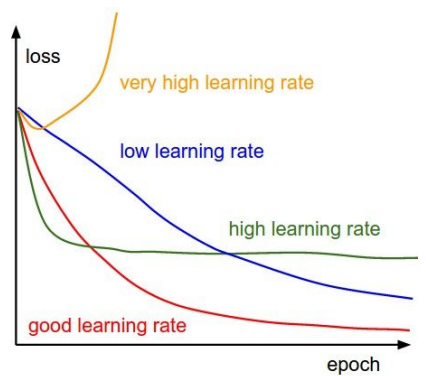 loss
very high learning rate
low learning rate
high learning rate
good learning rate
epoch